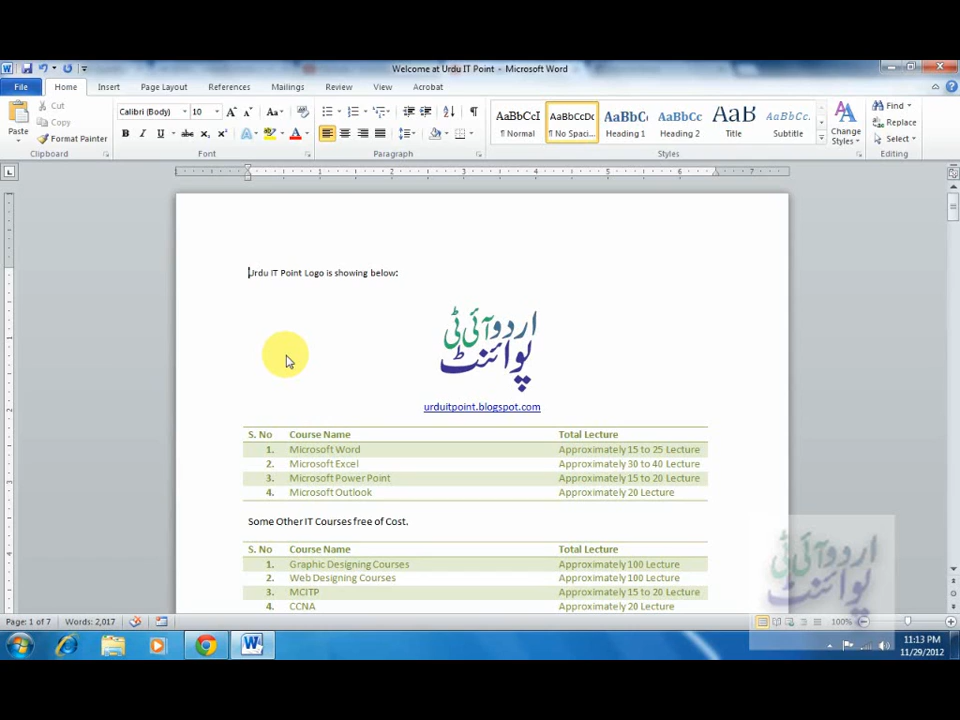 Welcome at Urdu IT Point - Microsoft Word
File Home Insert Page Layout References Mailings Review View Acrobat
Paste Cut Copy Format Painter
Calibri (Body) 10
AaBbCcI AaBbCcDc AaBbC AaBbCc AaB AaBbCc.
¶ Normal ¶ No Spaci... Heading 1 Heading 2 Title Subtitle
Change Styles
Find Replace Select
Clipboard Font Paragraph Styles Editing
Urdu IT Point Logo is showing below:
اردو آئی ٹی
پوائنٹ
urduitpoint.blogspot.com
S. No Course Name Total Lecture
1. Microsoft Word Approximately 15 to 25 Lecture
2. Microsoft Excel Approximately 30 to 40 Lecture
3. Microsoft Power Point Approximately 15 to 20 Lecture
4. Microsoft Outlook Approximately 20 Lecture
Some Other IT Courses free of Cost.
S. No Course Name Total Lecture
1. Graphic Designing Courses Approximately 100 Lecture
2. Web Designing Courses Approximately 100 Lecture
3. MCITP Approximately 15 to 20 Lecture
4. CCNA Approximately 20 Lecture
اردو آئی ٹی
پوائنٹ
Page: 1 of 7 Words: 2,017 100%
11:13 PM
11/29/2012